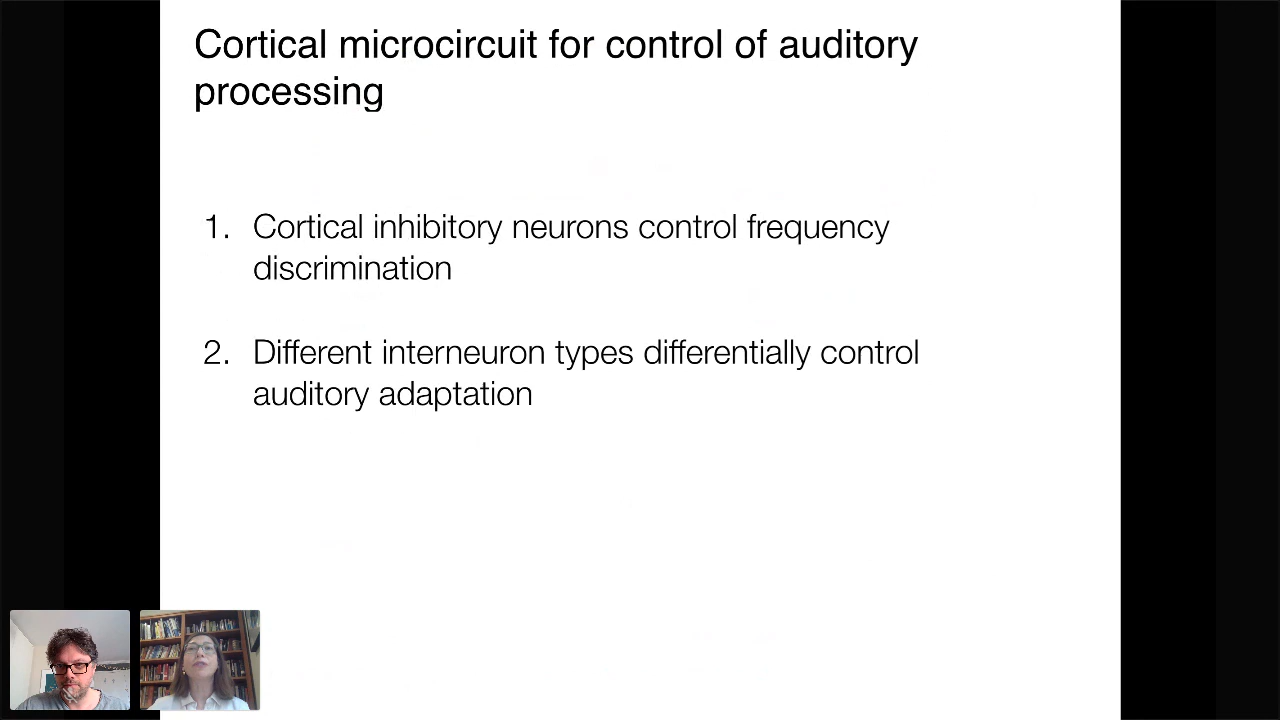 Cortical microcircuit for control of auditory
processing
1. Cortical inhibitory neurons control frequency
discrimination
2. Different interneuron types differentially control
auditory adaptation